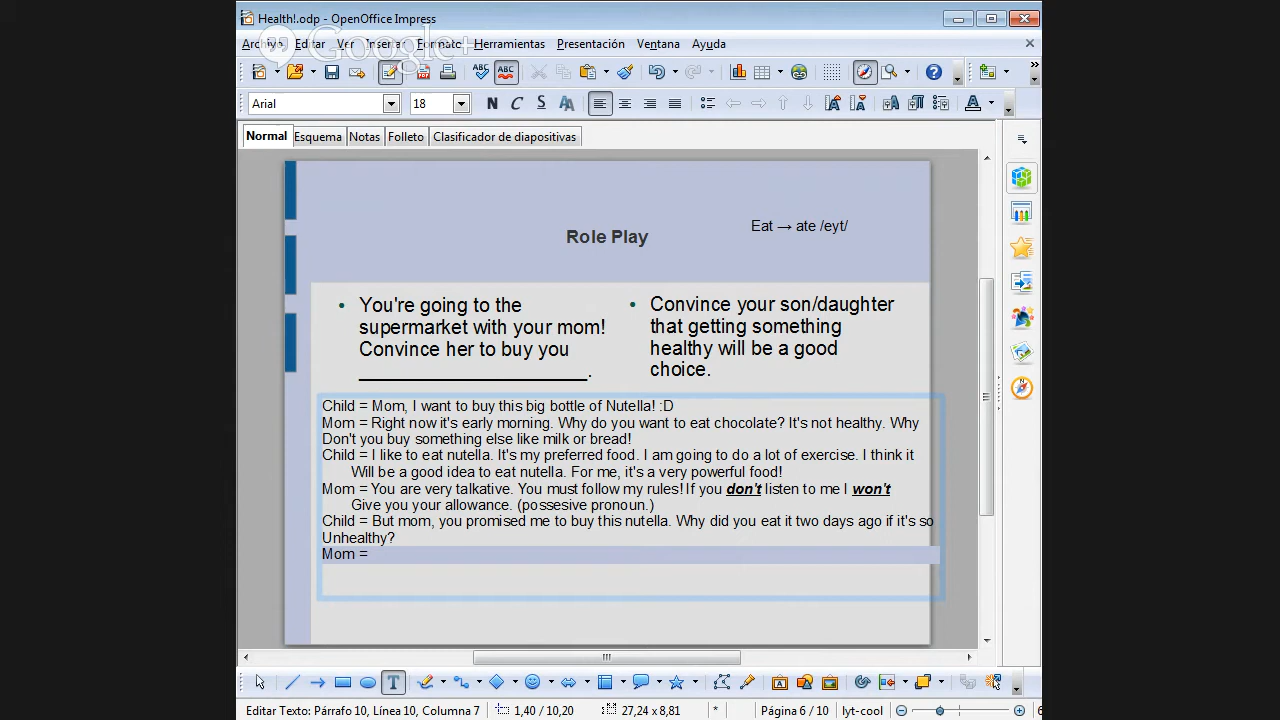 Health!.odp - OpenOffice Impress
Google+
Archivo Editar Ver Insertar Formato Herramientas Presentación Ventana Ayuda
Arial 18 N C S
Normal Esquema Notas Folleto Clasificador de diapositivas
Eat → ate /eyt/
Role Play
• You're going to the
supermarket with your mom!
Convince her to buy you
_____________________.
• Convince your son/daughter
that getting something
healthy will be a good
choice.
Child = Mom, I want to buy this big bottle of Nutella! :D
Mom = Right now it's early morning. Why do you want to eat chocolate? It's not healthy. Why
Don't you buy something else like milk or bread!
Child = I like to eat nutella. It's my preferred food. I am going to do a lot of exercise. I think it
Will be a good idea to eat nutella. For me, it's a very powerful food!
Mom = You are very talkative. You must follow my rules! If you don't listen to me I won't
Give you your allowance. (possesive pronoun.)
Child = But mom, you promised me to buy this nutella. Why did you eat it two days ago if it's so
Unhealthy?
Mom =
Editar Texto: Párrafo 10, Línea 10, Columna 7 1,40 / 10,20 27,24 x 8,81 * Página 6 / 10 lyt-cool